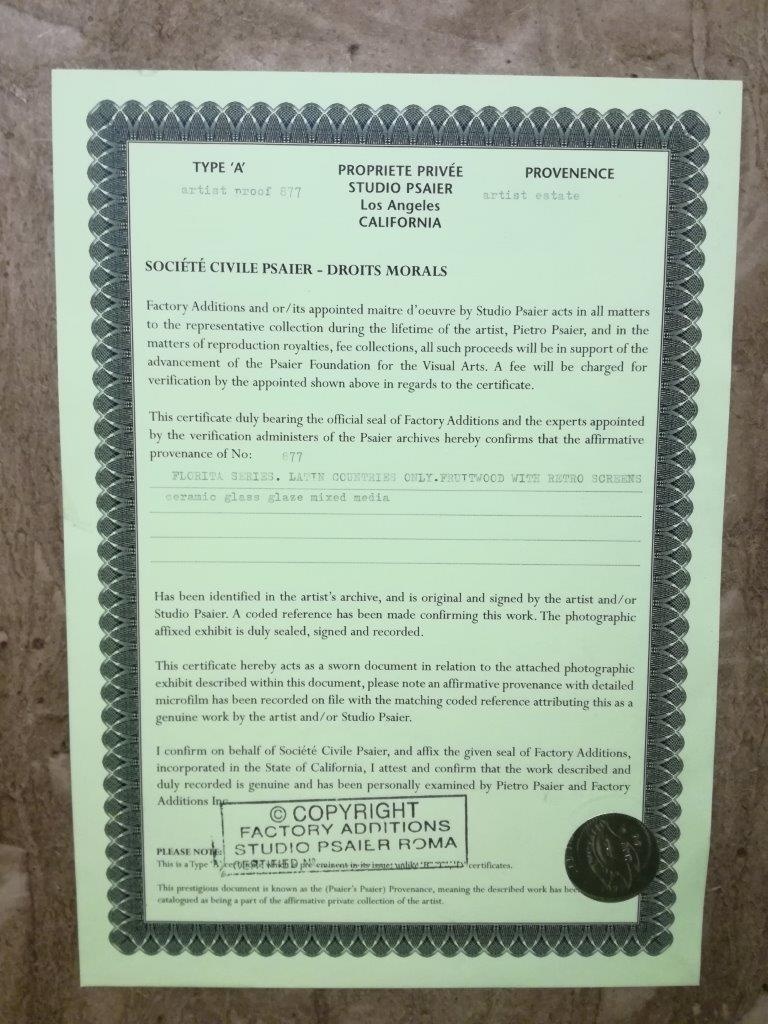 TYPE 'A'
artist proof 877
PROPRIETE PRIVÉE
STUDIO PSAIER
Los Angeles
CALIFORNIA
PROVENENCE
artist estate
SOCIÉTÉ CIVILE PSAIER - DROITS MORALS
Factory Additions and or/its appointed maitre d'oeuvre by Studio Psaier acts in all matters
to the representative collection during the lifetime of the artist, Pietro Psaier, and in the
matters of reproduction royalties, fee collections, all such proceeds will be in support of the
advancement of the Psaier Foundation for the Visual Arts. A fee will be charged for
verification by the appointed shown above in regards to the certificate.
This certificate duly bearing the official seal of Factory Additions and the experts appointed
by the verification administers of the Psaier archives hereby confirms that the affirmative
provenance of No: 877
FLORITA SERIES. LATIN COUNTRIES ONLY.FRUITWOOD WITH RETRO SCREENS
ceramic glass glaze mixed media
Has been identified in the artist's archive, and is original and signed by the artist and/or
Studio Psaier. A coded reference has been made confirming this work. The photographic
affixed exhibit is duly sealed, signed and recorded.
This certificate hereby acts as a sworn document in relation to the attached photographic
exhibit described within this document, please note an affirmative provenance with detailed
microfilm has been recorded on file with the matching coded reference attributing this as a
genuine work by the artist and/or Studio Psaier.
I confirm on behalf of Société Civile Psaier, and affix the given seal of Factory Additions,
incorporated in the State of California, I attest and confirm that the work described and
duly recorded is genuine and has been personally examined by Pietro Psaier and Factory
Additions Inc.
© COPYRIGHT
FACTORY ADDITIONS
STUDIO PSAIER ROMA
CERTIFIED Nº
PLEASE NOTE:
This is a Type 'A' pre eminent in its issue unlike 'B' 'C' 'D' certificates.
This prestigious document is known as the (Psaier's Psaier) Provenance, meaning the described work has been
catalogued as being a part of the affirmative private collection of the artist.